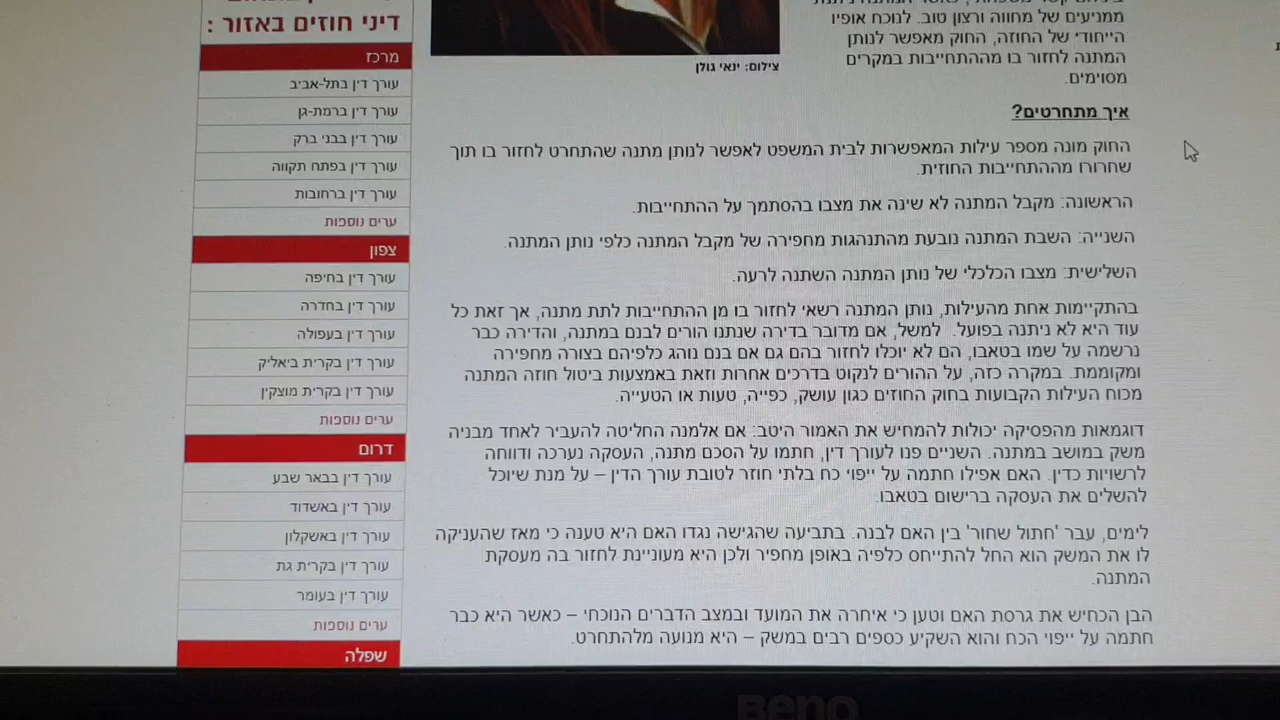 ממניעים של מחווה ורצון טוב. לנוכח אופיו
הייחודי של החוזה, החוק מאפשר לנותן
המתנה לחזור בו מההתחייבות במקרים
מסוימים.
צילום: ינאי גולן
איך מתחרטים?
החוק מונה מספר עילות המאפשרות לבית המשפט לאפשר לנותן מתנה שהתחרט לחזור בו תוך
שחרורו מההתחייבות החוזית.
הראשונה: מקבל המתנה לא שינה את מצבו בהסתמך על ההתחייבות.
השנייה: השבת המתנה נובעת מהתנהגות מחפירה של מקבל המתנה כלפי נותן המתנה.
השלישית: מצבו הכלכלי של נותן המתנה השתנה לרעה.
בהתקיימות אחת מהעילות, נותן המתנה רשאי לחזור בו מן ההתחייבות לתת מתנה, אך זאת כל
עוד היא לא ניתנה בפועל. למשל, אם מדובר בדירה שנתנו הורים לבנם במתנה, והדירה כבר
נרשמה על שמו בטאבו, הם לא יוכלו לחזור בהם גם אם בנם נוהג כלפיהם בצורה מחפירה
ומקוממת. במקרה כזה, על ההורים לנקוט בדרכים אחרות וזאת באמצעות ביטול חוזה המתנה
מכוח העילות הקבועות בחוק החוזים כגון עושק, כפייה, טעות או הטעייה.
דוגמאות מהפסיקה יכולות להמחיש את האמור היטב: אם אלמנה החליטה להעביר לאחד מבניה
משק במושב במתנה. השניים פנו לעורך דין, חתמו על הסכם מתנה, העסקה נערכה ודווחה
לרשויות כדין. האם אפילו חתמה על ייפוי כח בלתי חוזר לטובת עורך הדין – על מנת שיוכל
להשלים את העסקה ברישום בטאבו.
לימים, עבר 'חתול שחור' בין האם לבנה. בתביעה שהגישה נגדו האם היא טענה כי מאז שהעניקה
לו את המשק הוא החל להתייחס כלפיה באופן מחפיר ולכן היא מעוניינת לחזור בה מעסקת
המתנה.
הבן הכחיש את גרסת האם וטען כי איחרה את המועד ובמצב הדברים הנוכחי – כאשר היא כבר
חתמה על ייפוי הכח והוא השקיע כספים רבים במשק – היא מנועה מלהתחרט.
דיני חוזים באזור :
מרכז
עורך דין בתל-אביב
עורך דין ברמת-גן
עורך דין בבני ברק
עורך דין בפתח תקווה
עורך דין ברחובות
ערים נוספות
צפון
עורך דין בחיפה
עורך דין בחדרה
עורך דין בעפולה
עורך דין בקרית ביאליק
עורך דין בקרית מוצקין
ערים נוספות
דרום
עורך דין בבאר שבע
עורך דין באשדוד
עורך דין באשקלון
עורך דין בקרית גת
עורך דין בעומר
ערים נוספות
שפלה
BenQ